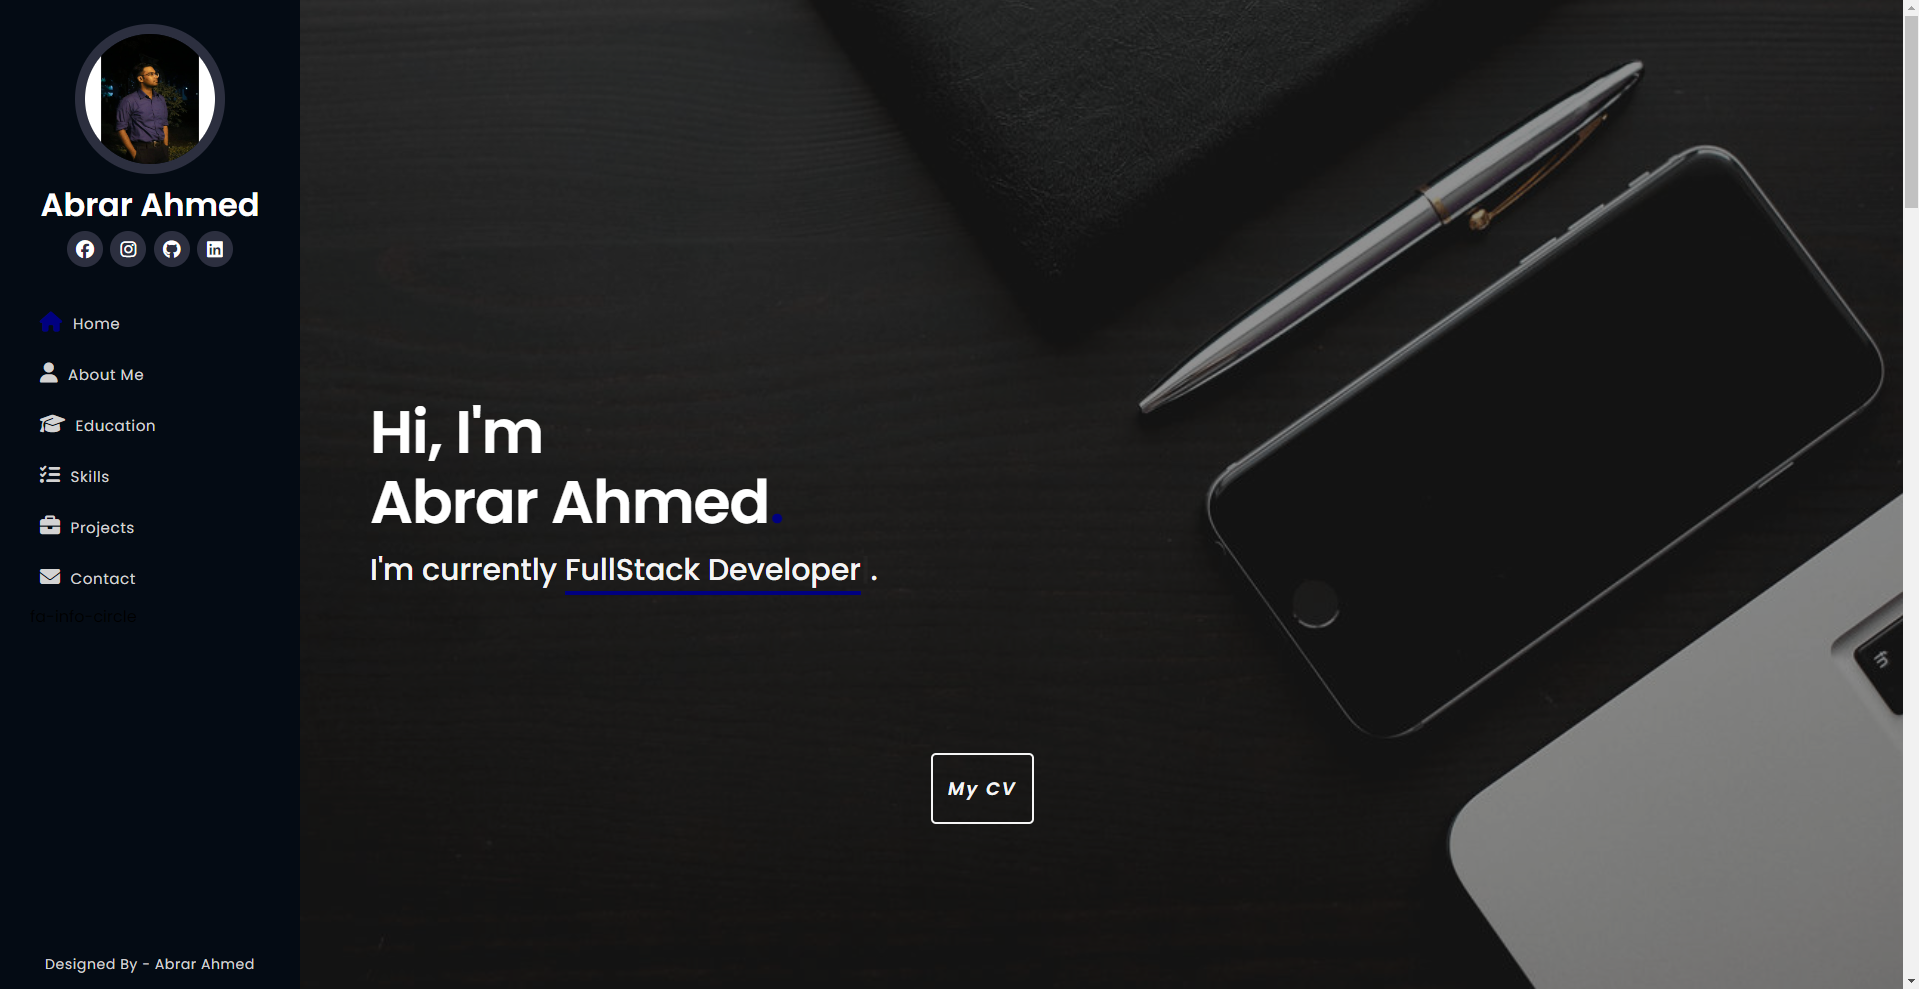 Abrar Ahmed
Home
About Me
Education
Skills
Projects
Contact
fa-info-circle
Designed By - Abrar Ahmed
Hi, I'm
Abrar Ahmed.
I'm currently FullStack Developer .
My CV